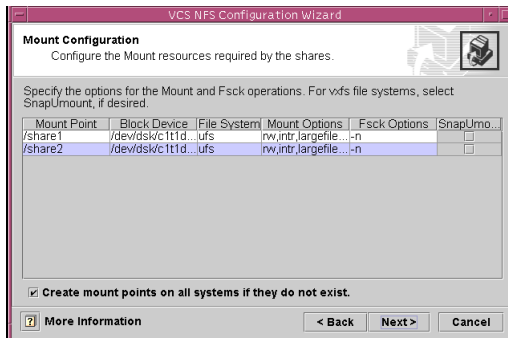 VCS NFS Configuration Wizard
Mount Configuration
Configure the Mount resources required by the shares.
Specify the options for the Mount and Fsck operations. For vxfs file systems, select
SnapUmount, if desired.
Mount Point Block Device File System Mount Options Fsck Options SnapUmo...
/share1 /dev/dsk/c1t1d... ufs rw,intr,largefile... -n
/share2 /dev/dsk/c1t1d... ufs rw,intr,largefile... -n
Create mount points on all systems if they do not exist.
? More Information < Back Next > Cancel